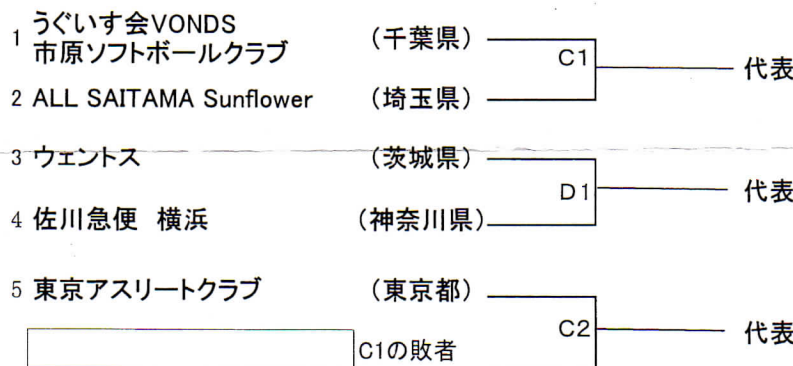 1 うぐいす会VONDS
市原ソフトボールクラブ (千葉県)
C1 代表
2 ALL SAITAMA Sunflower (埼玉県)
3 ウェントス (茨城県)
D1 代表
4 佐川急便 横浜 (神奈川県)
5 東京アスリートクラブ (東京都)
C2 代表
C1の敗者